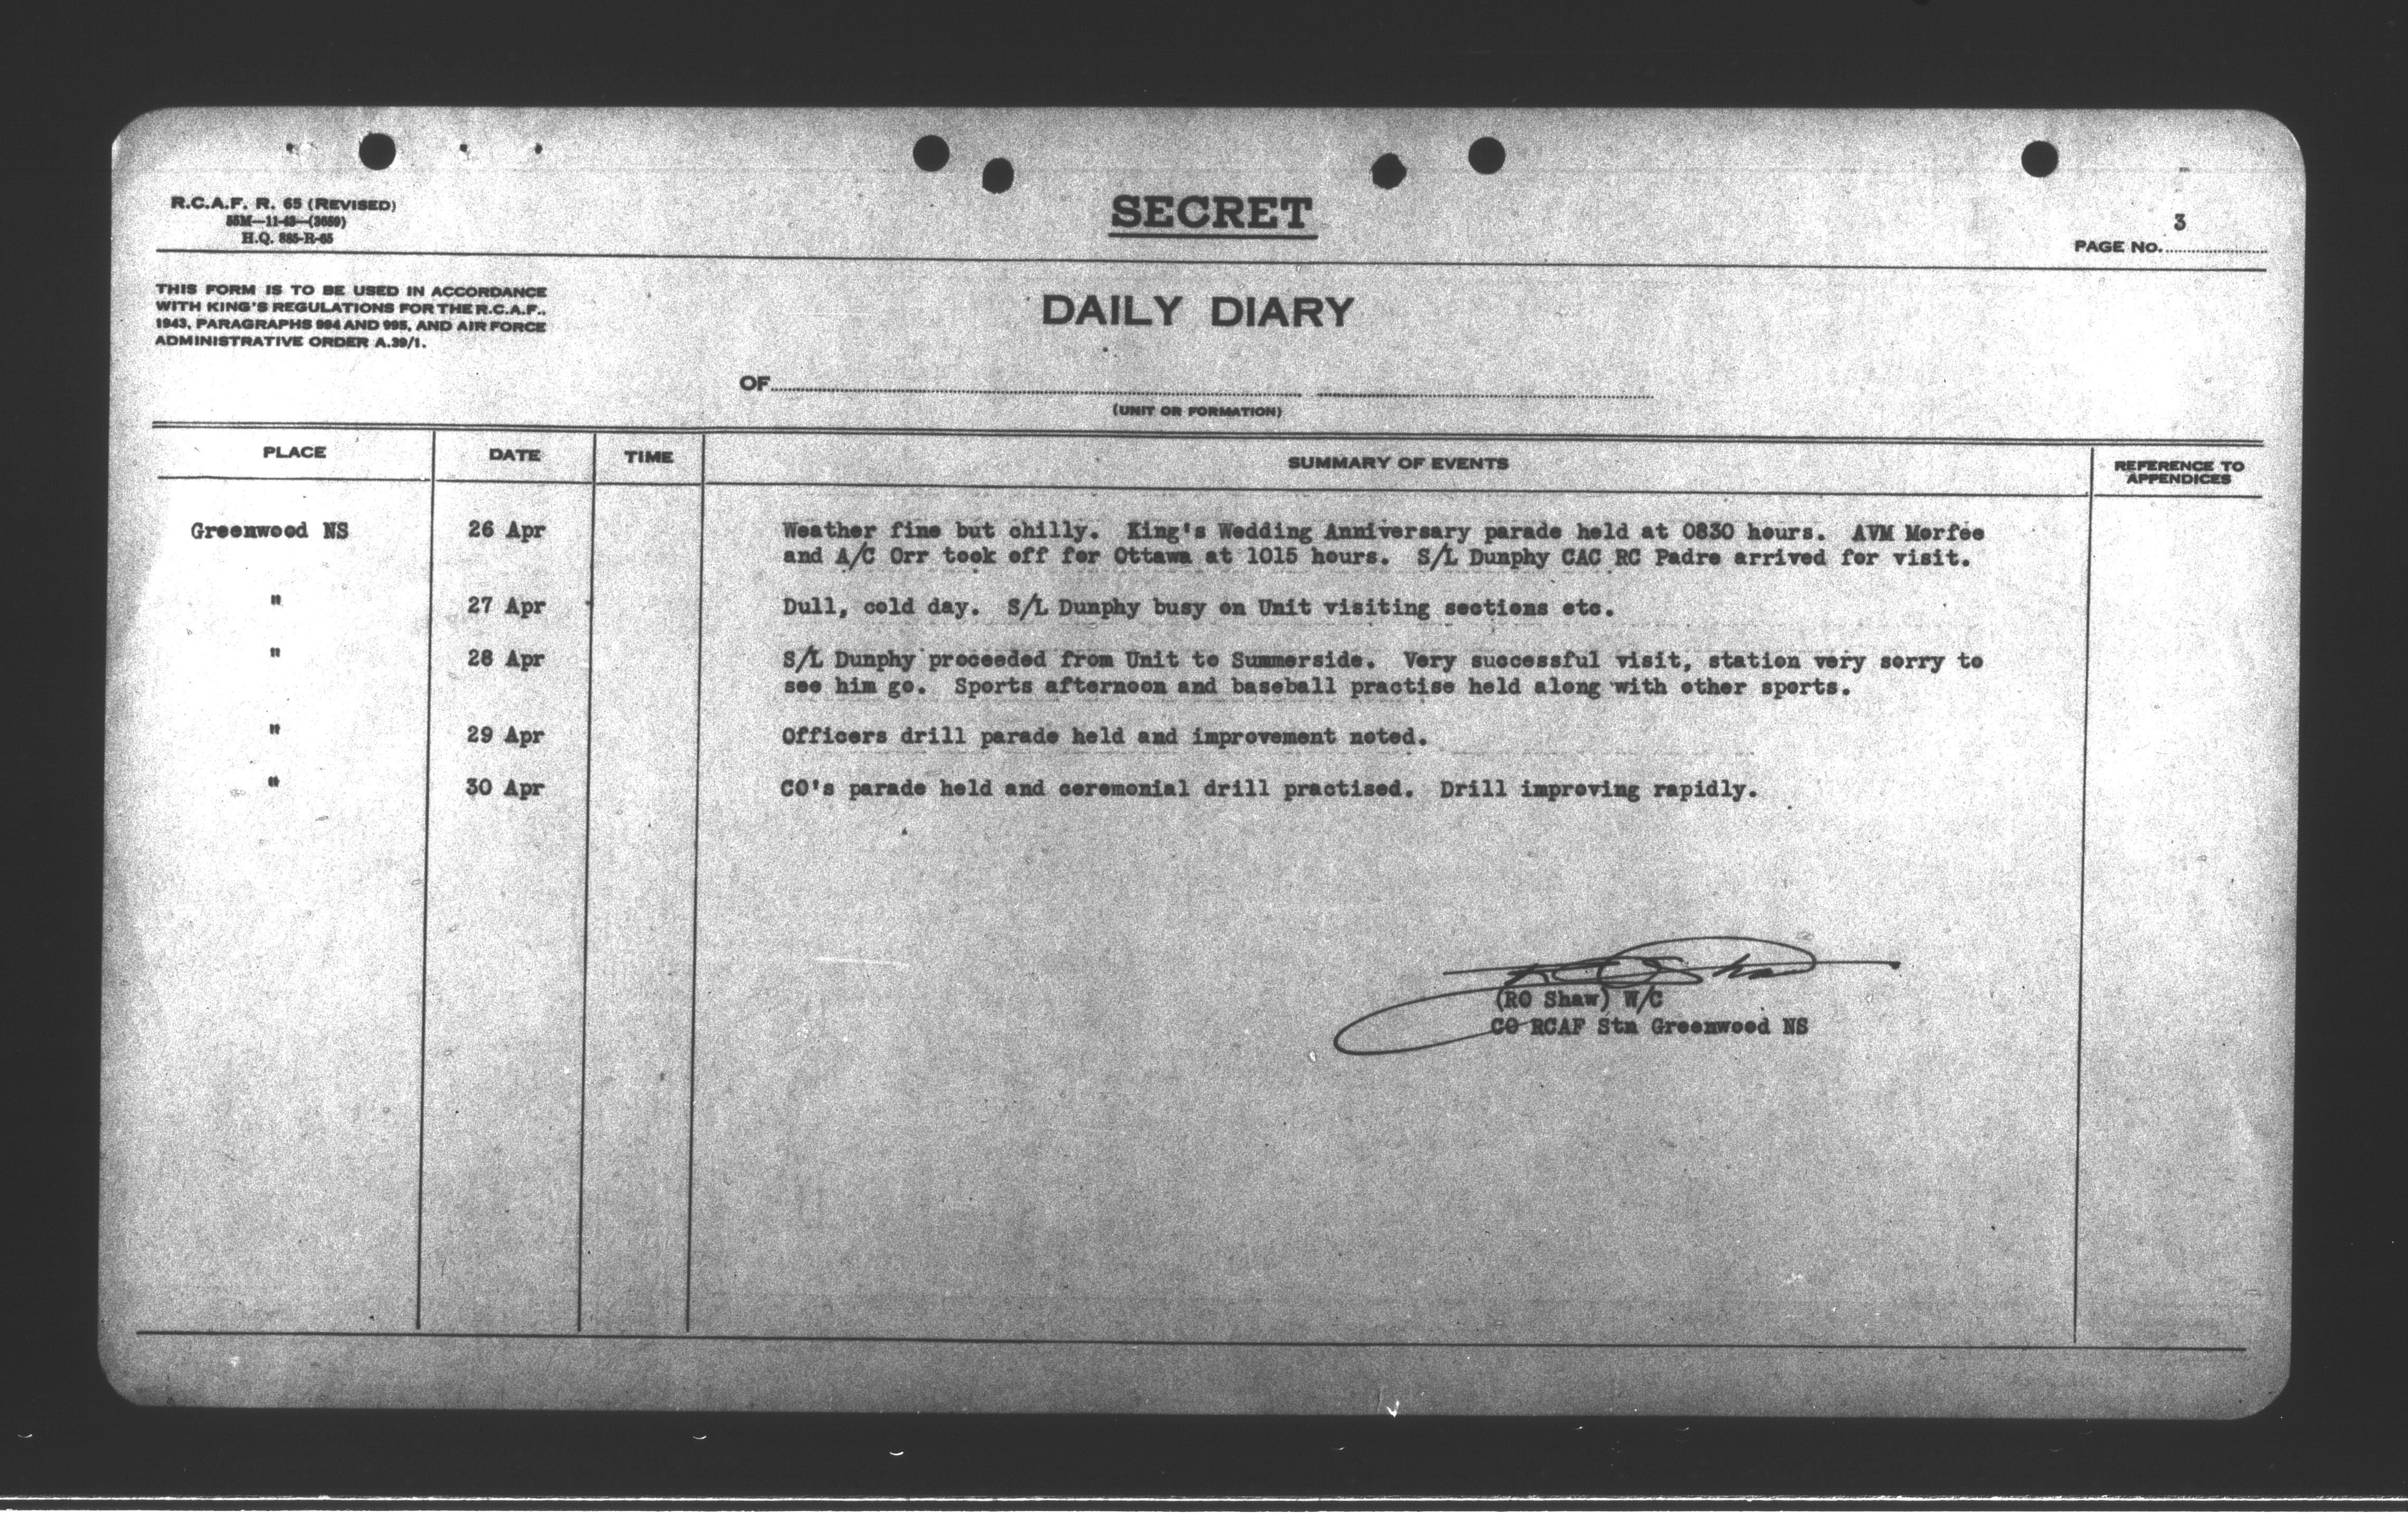 R.C.A.F. R. 65 (REVISED)
55M—11-43—(3659)
H.Q. 885-R-65
SECRET
3
PAGE No.
THIS FORM IS TO BE USED IN ACCORDANCE
WITH KING'S REGULATIONS FOR THE R.C.A.F.,
1943, PARAGRAPHS 994 AND 995, AND AIR FORCE
ADMINISTRATIVE ORDER A.39/1.
DAILY DIARY
OF
(UNIT OR FORMATION)
PLACE DATE TIME SUMMARY OF EVENTS REFERENCE TO
APPENDICES
Greenwood NS 26 Apr Weather fine but chilly. King's Wedding Anniversary parade held at 0830 hours. AVM Morfee
and A/C Orr took off for Ottawa at 1015 hours. S/L Dunphy CAC RC Padre arrived for visit.
" 27 Apr Dull, cold day. S/L Dunphy busy on Unit visiting sections etc.
" 28 Apr S/L Dunphy proceeded from Unit to Summerside. Very successful visit, station very sorry to
see him go. Sports afternoon and baseball practise held along with other sports.
" 29 Apr Officers drill parade held and improvement noted.
" 30 Apr CO's parade held and ceremonial drill practised. Drill improving rapidly.
(RO Shaw) W/C
CO RCAF Stn Greenwood NS